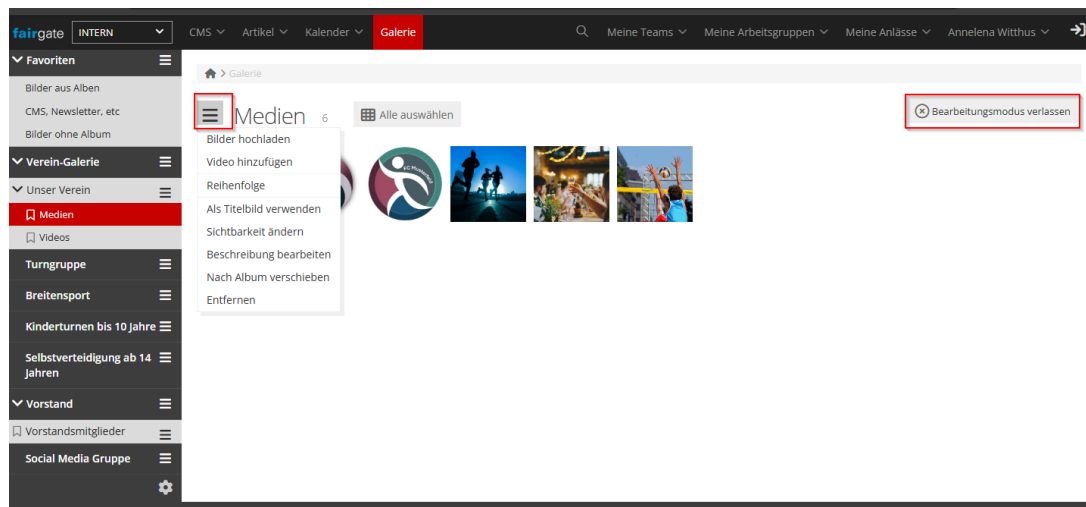 fairgate INTERN CMS Artikel Kalender Galerie Meine Teams Meine Arbeitsgruppen Meine Anlässe Annelena Witthus
Favoriten
Bilder aus Alben
CMS, Newsletter, etc
Bilder ohne Album
Verein-Galerie
Unser Verein
Medien
Videos
Turngruppe
Breitensport
Kinderturnen bis 10 Jahre
Selbstverteidigung ab 14
Jahren
Vorstand
Vorstandsmitglieder
Social Media Gruppe
> Galerie
Medien 6 Alle auswählen Bearbeitungsmodus verlassen
Bilder hochladen
Video hinzufügen
Reihenfolge
Als Titelbild verwenden
Sichtbarkeit ändern
Beschreibung bearbeiten
Nach Album verschieben
Entfernen